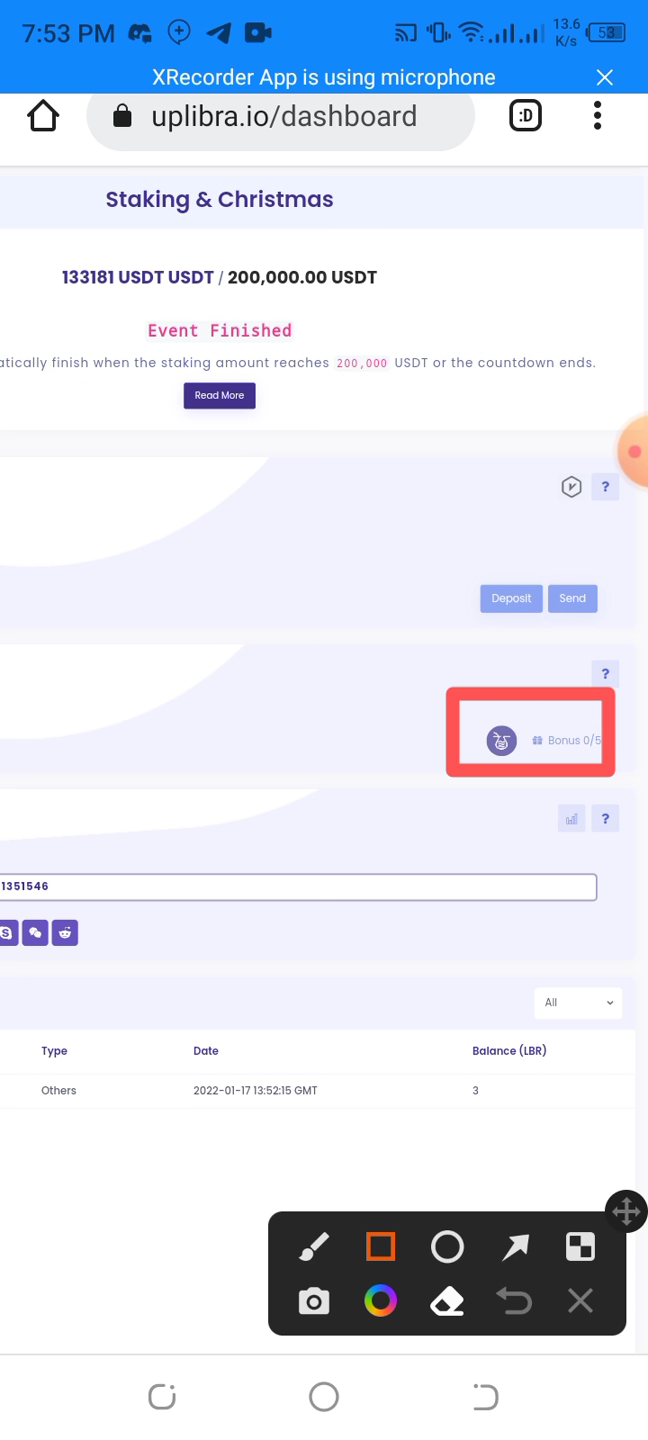 7:53 PM
13.6
K/s
53
XRecorder App is using microphone
uplibra.io/dashboard
:D
Staking & Christmas
133181 USDT USDT / 200,000.00 USDT
Event Finished
atically finish when the staking amount reaches 200,000 USDT or the countdown ends.
Read More
?
Deposit
Send
?
Bonus 0/5
?
1351546
All
Type
Date
Balance (LBR)
Others
2022-01-17 13:52:15 GMT
3